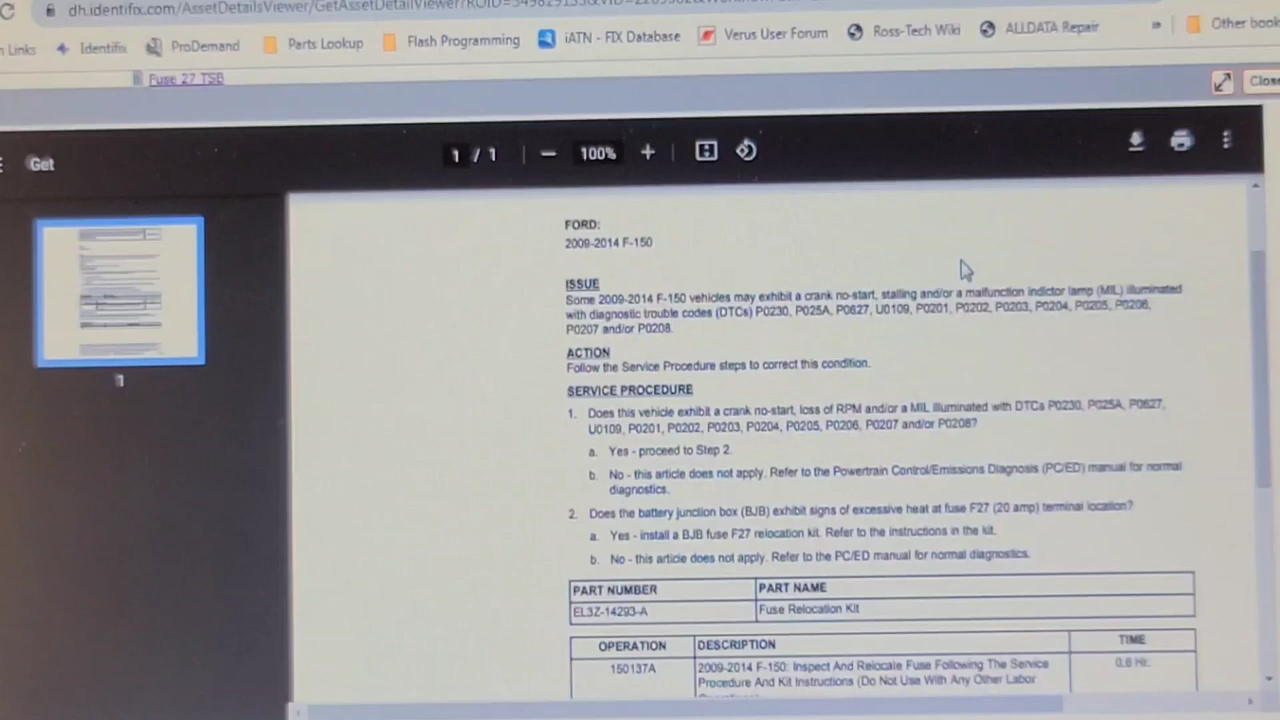 dh.identifix.com/AssetDetailsViewer/GetAssetDetailViewer/
Links Identifix ProDemand Parts Lookup Flash Programming iATN - FIX Database Verus User Forum Ross-Tech Wiki ALLDATA Repair » Other book
Fuse 27 TSB
Close
Get 1 / 1 100%
FORD:
2009-2014 F-150
ISSUE
Some 2009-2014 F-150 vehicles may exhibit a crank no-start, stalling and/or a malfunction indictor lamp (MIL) illuminated
with diagnostic trouble codes (DTCs) P0230, P025A, P0627, U0109, P0201, P0202, P0203, P0204, P0205, P0206,
P0207 and/or P0208.
ACTION
Follow the Service Procedure steps to correct this condition.
SERVICE PROCEDURE
1. Does this vehicle exhibit a crank no-start, loss of RPM and/or a MIL illuminated with DTCs P0230, P025A, P0627,
U0109, P0201, P0202, P0203, P0204, P0205, P0206, P0207 and/or P0208?
a. Yes - proceed to Step 2.
b. No - this article does not apply. Refer to the Powertrain Control/Emissions Diagnosis (PC/ED) manual for normal
diagnostics.
2. Does the battery junction box (BJB) exhibit signs of excessive heat at fuse F27 (20 amp) terminal location?
a. Yes - install a BJB fuse F27 relocation kit. Refer to the instructions in the kit.
b. No - this article does not apply. Refer to the PC/ED manual for normal diagnostics.
PART NUMBER PART NAME
EL3Z-14293-A Fuse Relocation Kit
OPERATION DESCRIPTION TIME
150137A 2009-2014 F-150: Inspect And Relocate Fuse Following The Service 0.6 Hr.
Procedure And Kit Instructions (Do Not Use With Any Other Labor
1